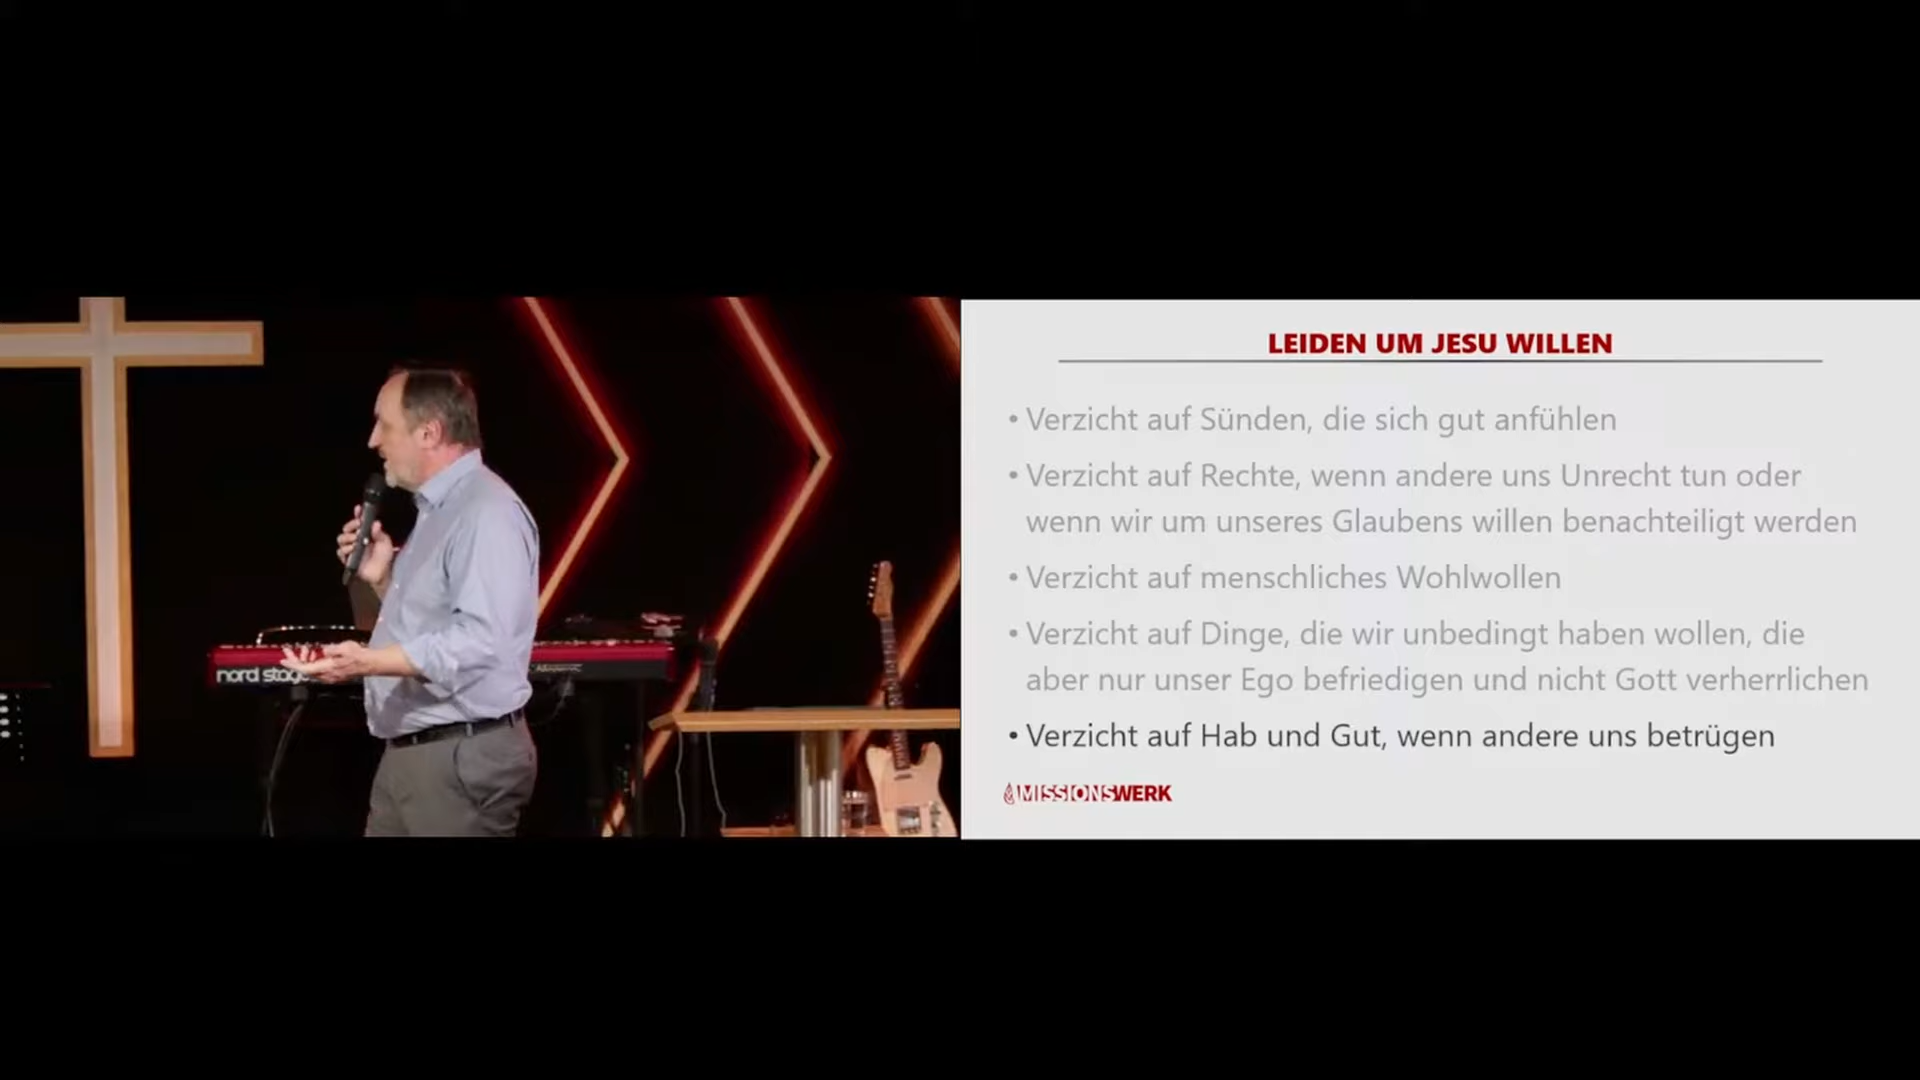 nord stage
LEIDEN UM JESU WILLEN
• Verzicht auf Sünden, die sich gut anfühlen
• Verzicht auf Rechte, wenn andere uns Unrecht tun oder
wenn wir um unseres Glaubens willen benachteiligt werden
• Verzicht auf menschliches Wohlwollen
• Verzicht auf Dinge, die wir unbedingt haben wollen, die
aber nur unser Ego befriedigen und nicht Gott verherrlichen
• Verzicht auf Hab und Gut, wenn andere uns betrügen
MISSIONSWERK